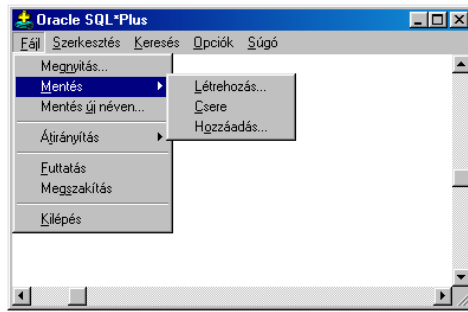 Oracle SQL*Plus
Fájl Szerkesztés Keresés Opciók Súgó
Megnyitás...
Mentés
Mentés új néven...
Átirányítás
Futtatás
Megszakítás
Kilépés
Létrehozás...
Csere
Hozzáadás...